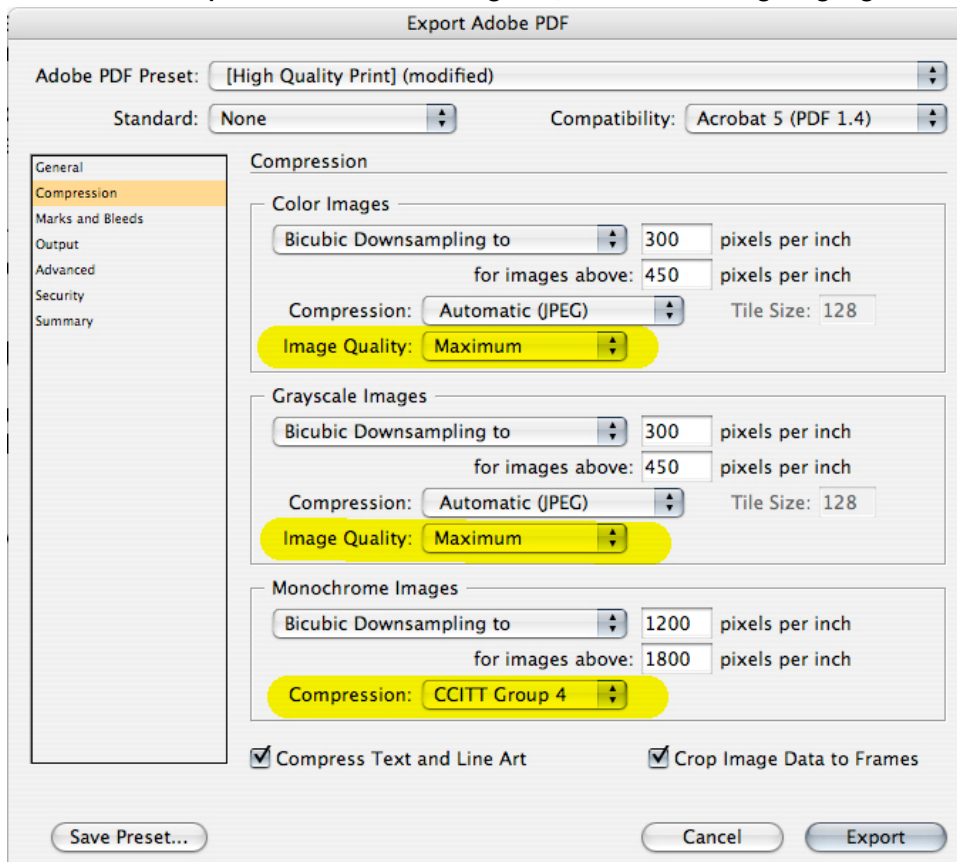 Export Adobe PDF
Adobe PDF Preset: [High Quality Print] (modified)
Standard: None Compatibility: Acrobat 5 (PDF 1.4)
General
Compression
Marks and Bleeds
Output
Advanced
Security
Summary
Compression
Color Images
Bicubic Downsampling to 300 pixels per inch
for images above: 450 pixels per inch
Compression: Automatic (JPEG) Tile Size: 128
Image Quality: Maximum
Grayscale Images
Bicubic Downsampling to 300 pixels per inch
for images above: 450 pixels per inch
Compression: Automatic (JPEG) Tile Size: 128
Image Quality: Maximum
Monochrome Images
Bicubic Downsampling to 1200 pixels per inch
for images above: 1800 pixels per inch
Compression: CCITT Group 4
Compress Text and Line Art Crop Image Data to Frames
Save Preset... Cancel Export